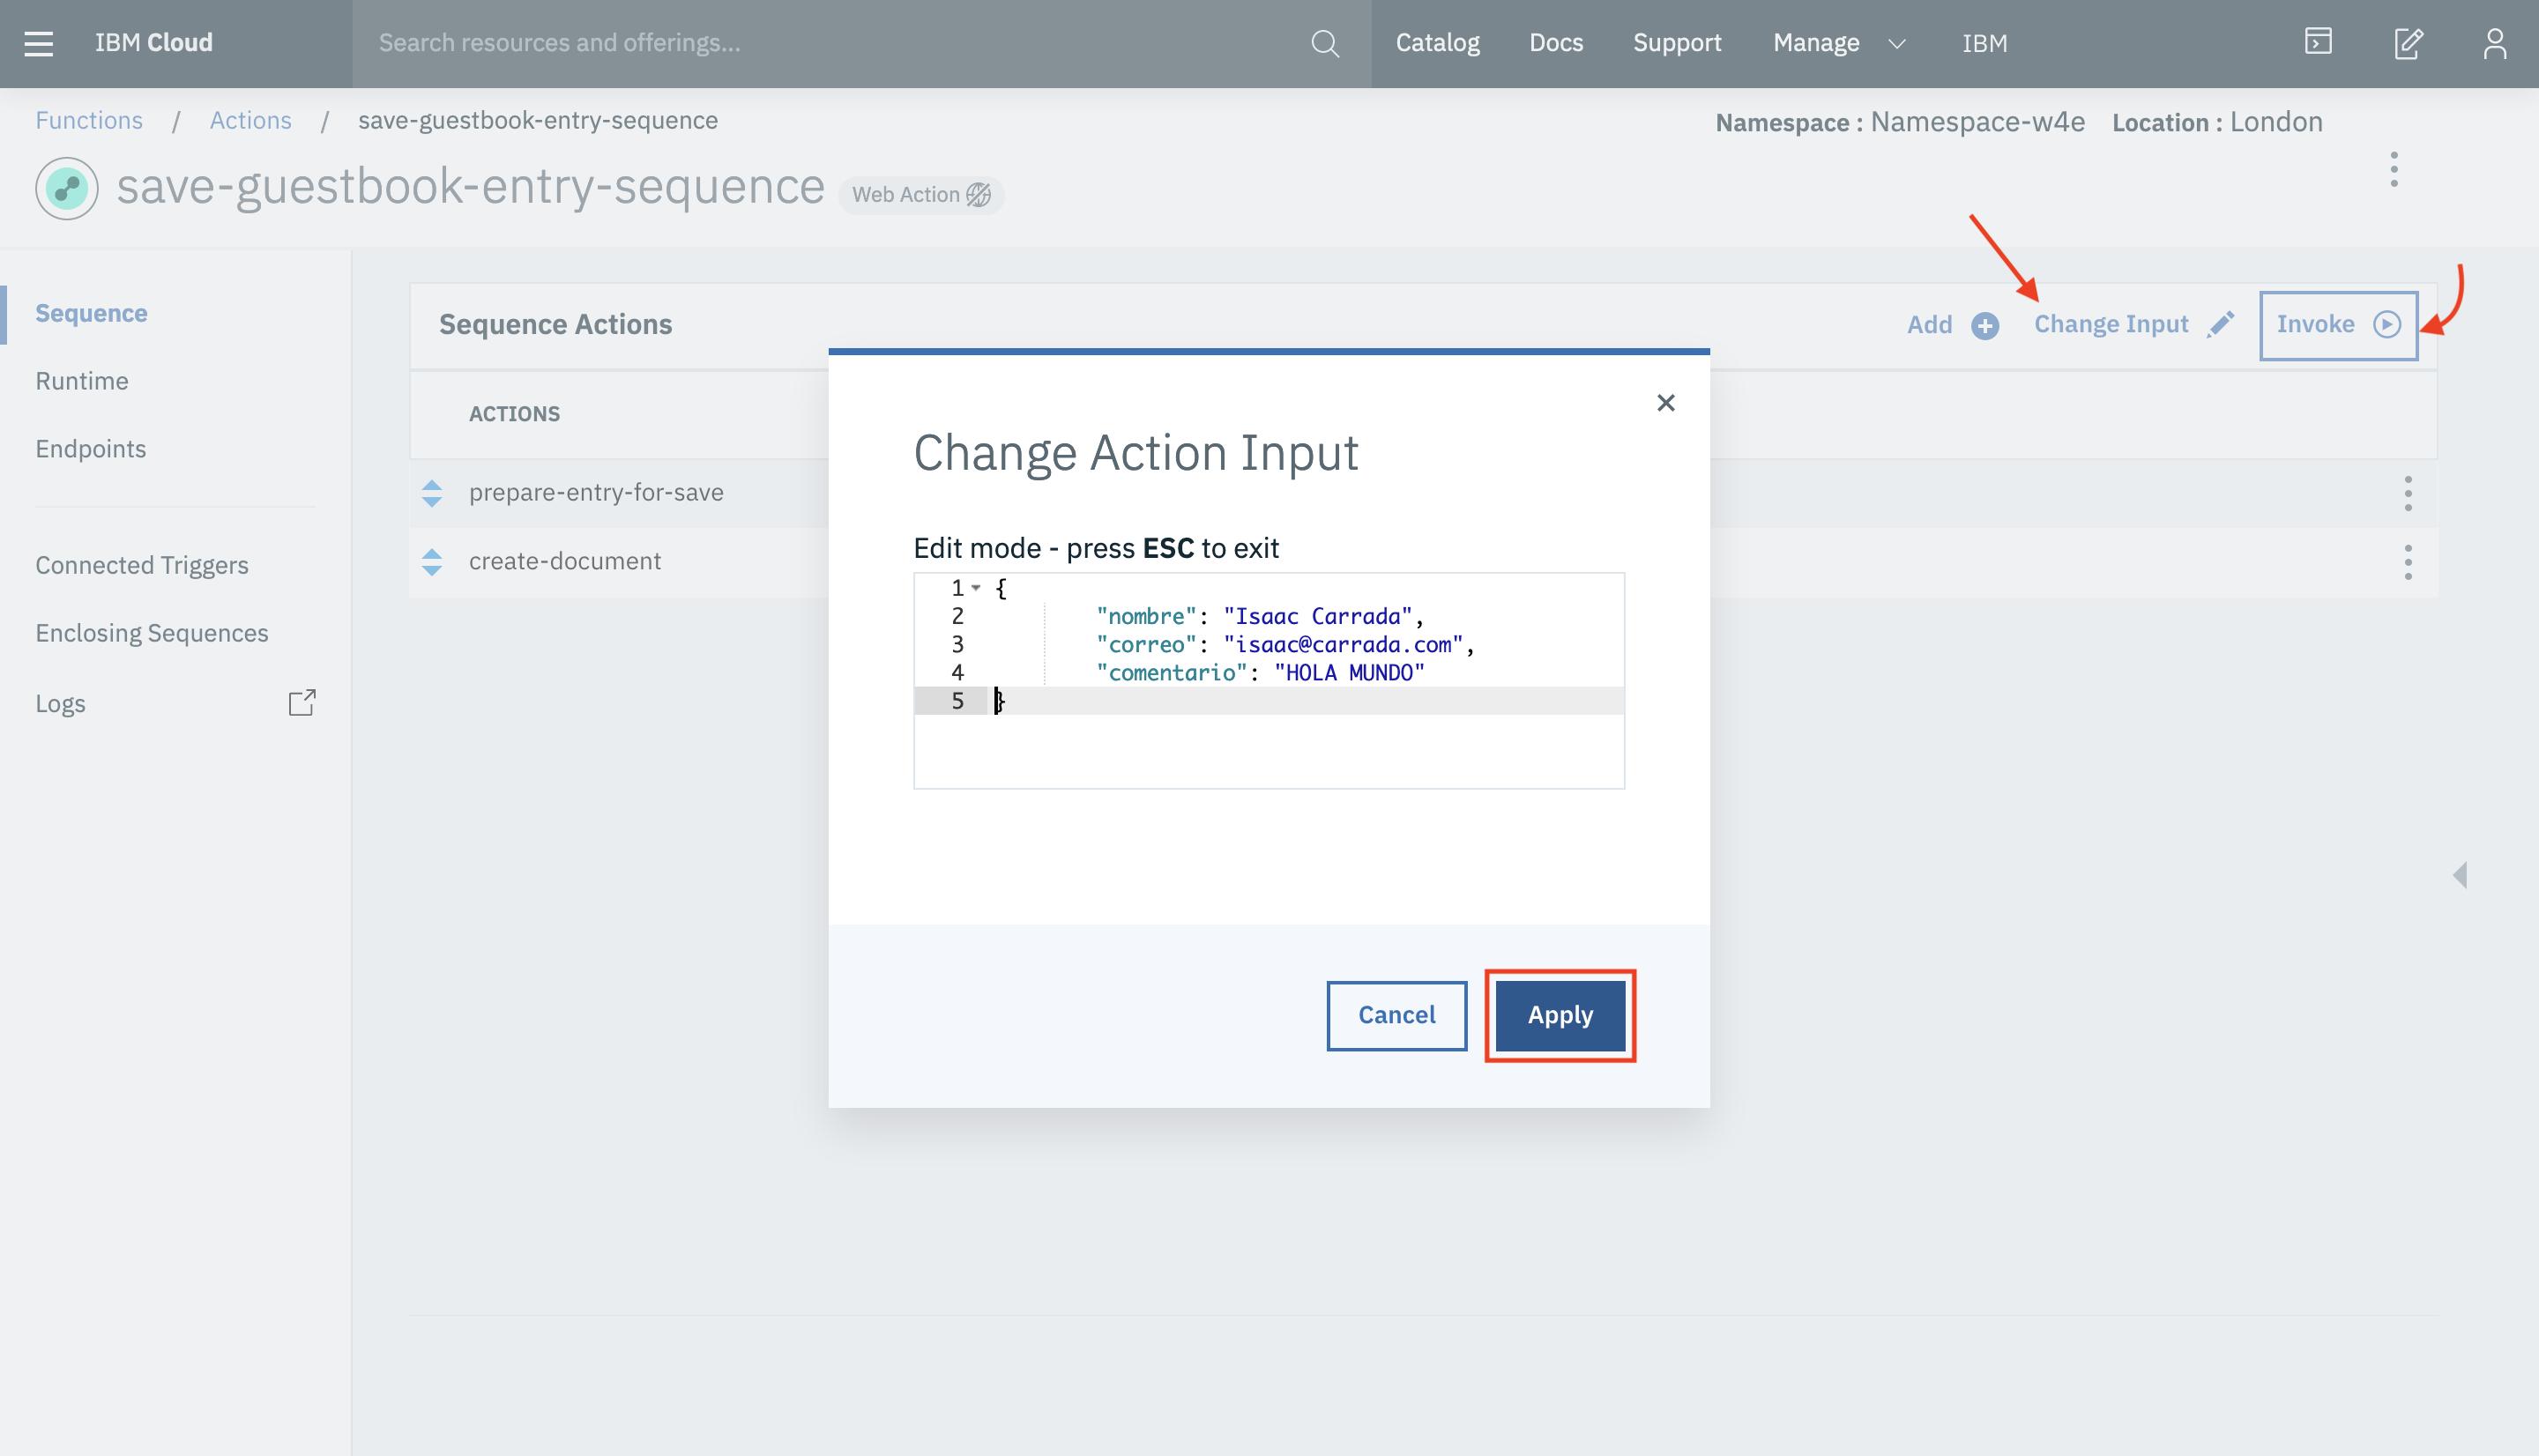 IBM Cloud
Search resources and offerings...
Catalog
Docs
Support
Manage
IBM
Functions / Actions / save-guestbook-entry-sequence
Namespace : Namespace-w4e Location : London
save-guestbook-entry-sequence
Web Action
Sequence
Runtime
Endpoints
Connected Triggers
Enclosing Sequences
Logs
Sequence Actions
Add
Change Input
Invoke
ACTIONS
prepare-entry-for-save
create-document
Change Action Input
Edit mode - press ESC to exit
1 {
2 "nombre": "Isaac Carrada",
3 "correo": "isaac@carrada.com",
4 "comentario": "HOLA MUNDO"
5 }
Cancel
Apply